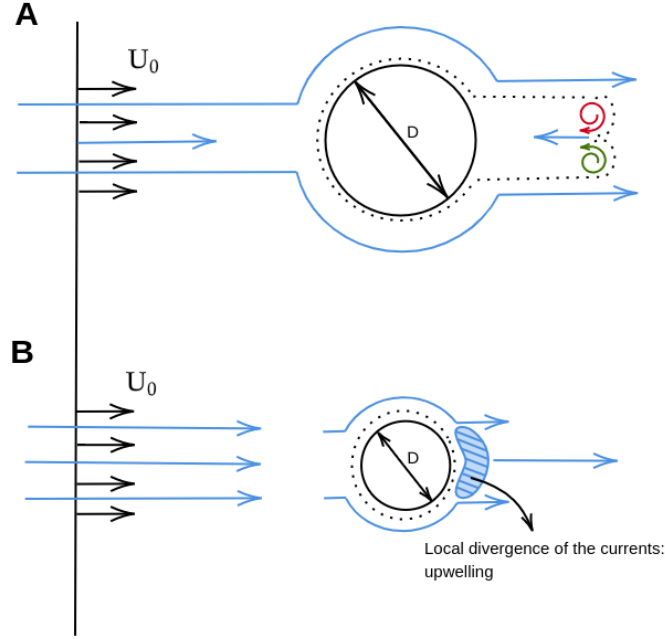 A
U₀
D
B
U₀
D
Local divergence of the currents:
upwelling